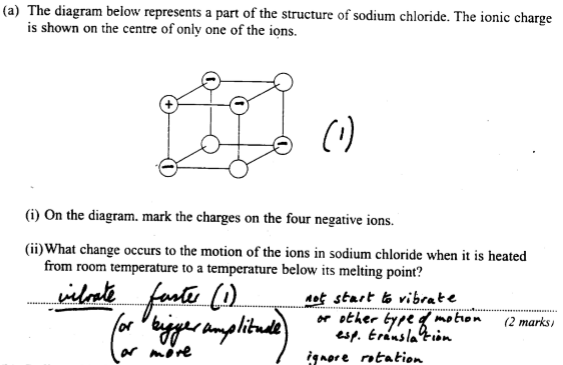 (a) The diagram below represents a part of the structure of sodium chloride. The ionic charge
is shown on the centre of only one of the ions.
−
+ −
(1)
−
−
(i) On the diagram. mark the charges on the four negative ions.
(ii) What change occurs to the motion of the ions in sodium chloride when it is heated
from room temperature to a temperature below its melting point?
vibrate faster (1) not start to vibrate
(or "bigger amplitude) or other type of motion (2 marks)
or more esp. translation
ignore rotation